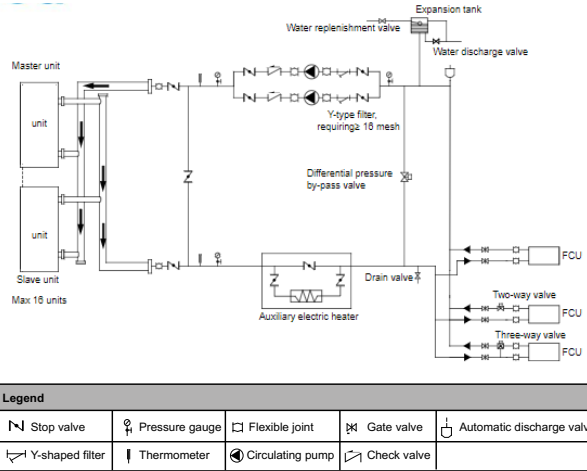 Expansion tank
Water replenishment valve
Water discharge valve
Master unit
unit
Y-type filter,
requiring≥ 16 mesh
Differential pressure
by-pass valve
unit
Slave unit
Max 16 units
Drain valve
Auxiliary electric heater
FCU
Two-way valve
FCU
Three-way valve
FCU
Legend
Stop valve
Pressure gauge
Flexible joint
Gate valve
Automatic discharge valv
Y-shaped filter
Thermometer
Circulating pump
Check valve